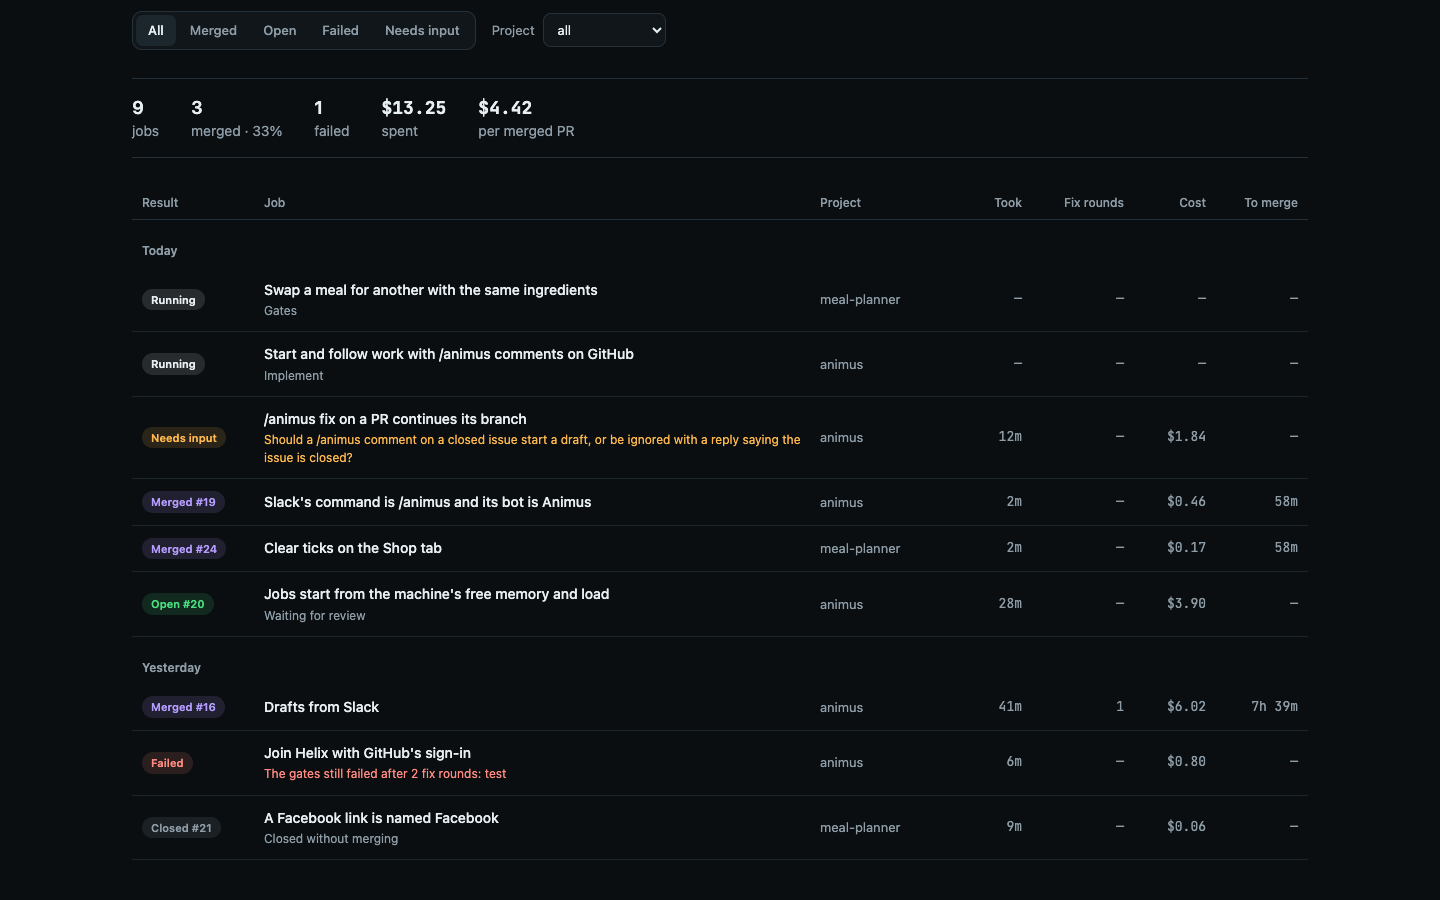 All Merged Open Failed Needs input Project all
9 3 1 $13.25 $4.42
jobs merged · 33% failed spent per merged PR
Result Job Project Took Fix rounds Cost To merge
Today
Running Swap a meal for another with the same ingredients meal-planner — — — —
Gates
Running Start and follow work with /animus comments on GitHub animus — — — —
Implement
Needs input /animus fix on a PR continues its branch animus 12m — $1.84 —
Should a /animus comment on a closed issue start a draft, or be ignored with a reply saying the
issue is closed?
Merged #19 Slack's command is /animus and its bot is Animus animus 2m — $0.46 58m
Merged #24 Clear ticks on the Shop tab meal-planner 2m — $0.17 58m
Open #20 Jobs start from the machine's free memory and load animus 28m — $3.90 —
Waiting for review
Yesterday
Merged #16 Drafts from Slack animus 41m 1 $6.02 7h 39m
Failed Join Helix with GitHub's sign-in animus 6m — $0.80 —
The gates still failed after 2 fix rounds: test
Closed #21 A Facebook link is named Facebook meal-planner 9m — $0.06 —
Closed without merging